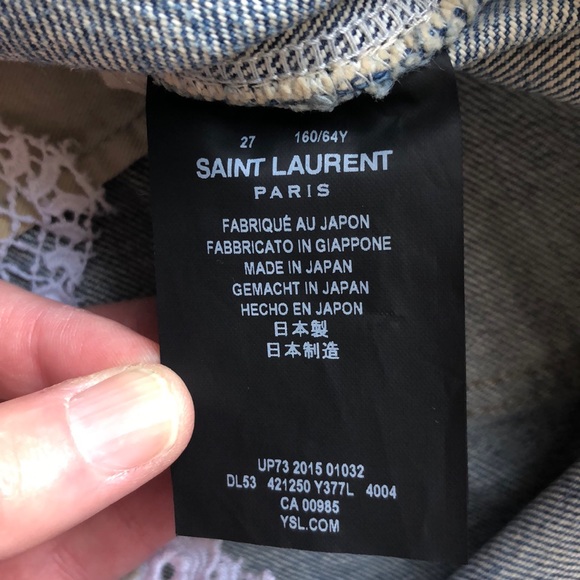 27 160/64Y
SAINT LAURENT
PARIS
FABRIQUÉ AU JAPON
FABBRICATO IN GIAPPONE
MADE IN JAPAN
GEMACHT IN JAPAN
HECHO EN JAPON
日本製
日本制造
UP73 2015 01032
DL53 421250 Y377L 4004
CA 00985
YSL.COM